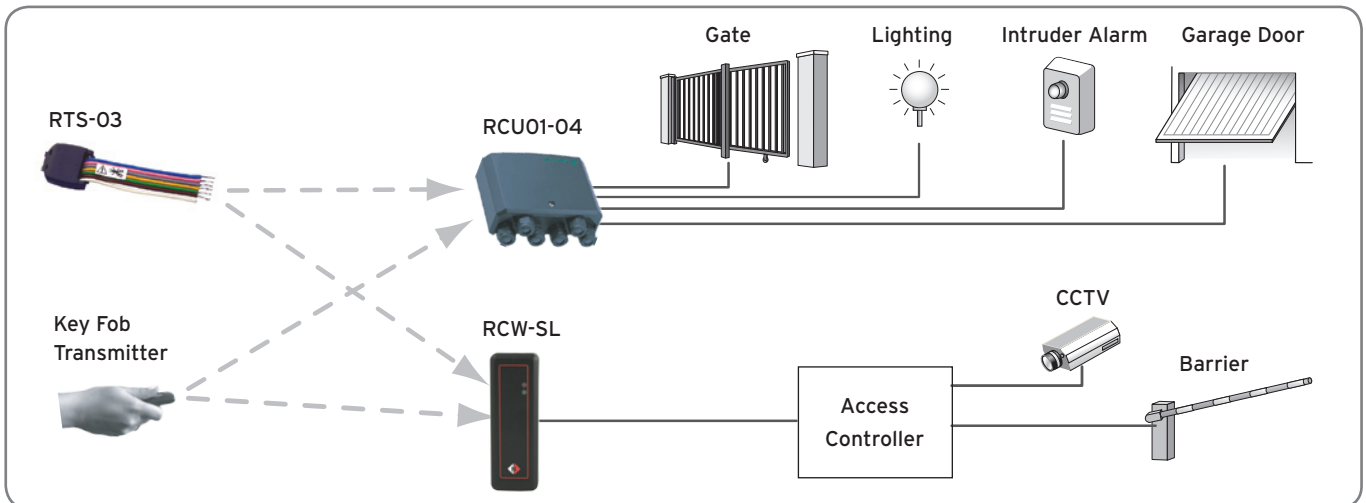 Gate
Lighting
Intruder Alarm
Garage Door
RTS-03
RCU01-04
Key Fob
Transmitter
RCW-SL
CCTV
Barrier
Access
Controller